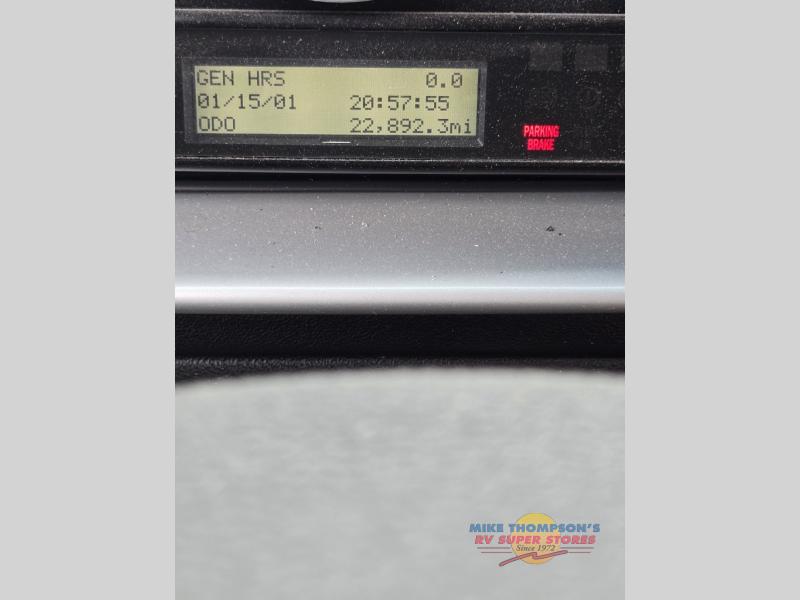 GEN HRS 0.0
01/15/01 20:57:55
ODO 22,892.3mi
PARKING
BRAKE
MIKE THOMPSON'S
RV SUPER STORES
Since 1972